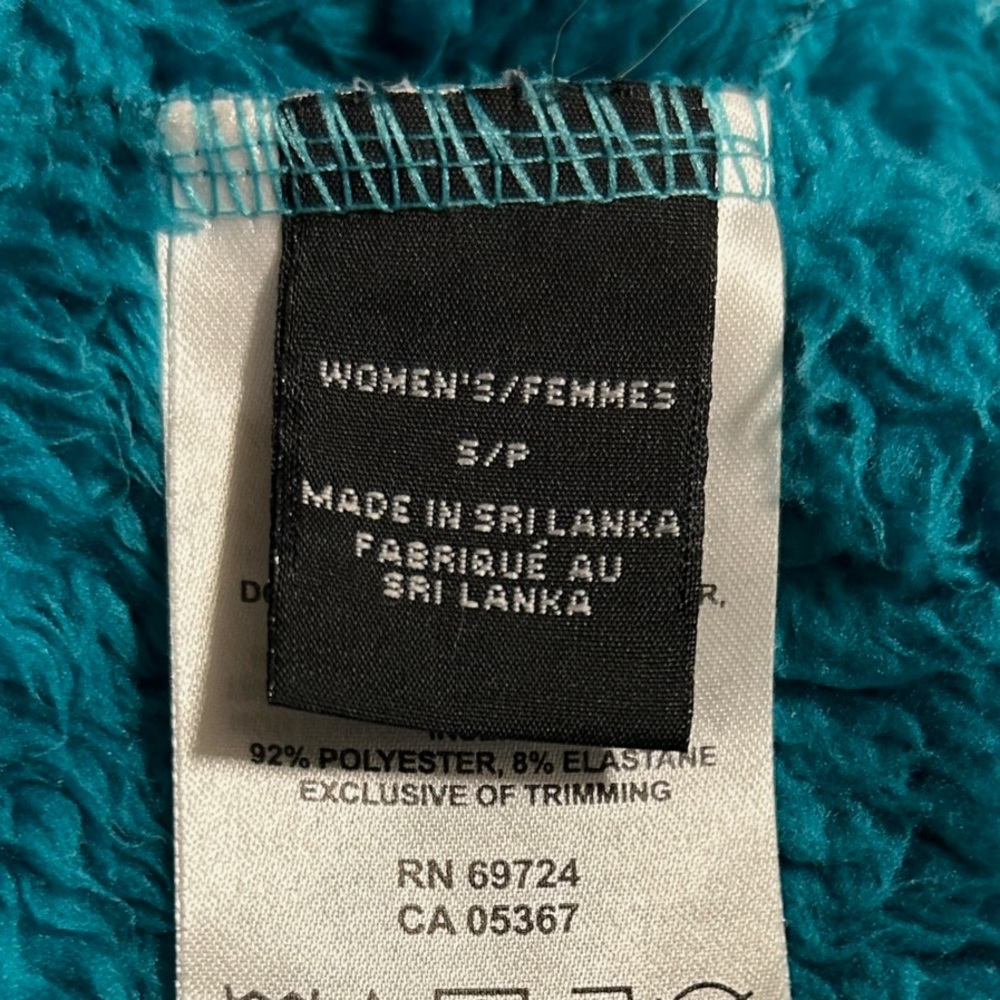 WOMEN'S/FEMMES
S/P
MADE IN SRI LANKA
FABRIQUÉ AU
SRI LANKA
92% POLYESTER, 8% ELASTANE
EXCLUSIVE OF TRIMMING
RN 69724
CA 05367